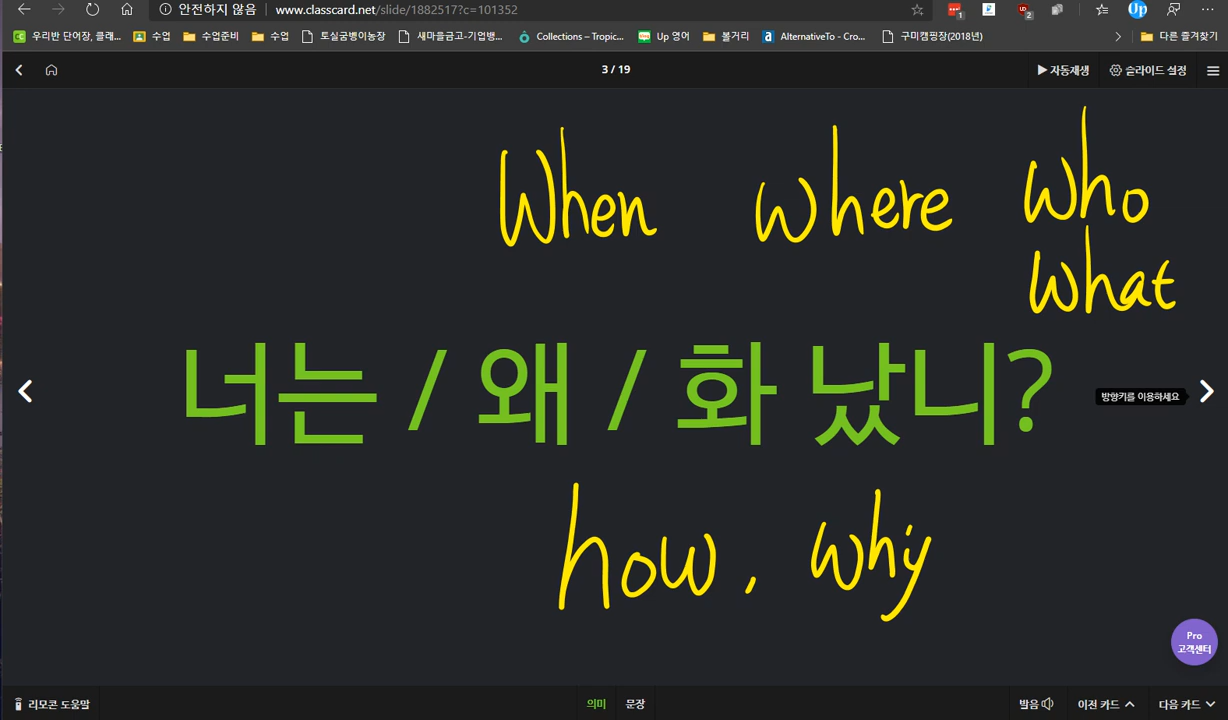 안전하지 않음 www.classcard.net/slide/1882517?c=101352
우리반 단어장, 클래... 수업 수업준비 수업 토실굼벵이농장 새마을금고-기업뱅... Collections – Tropic... Up 영어 볼거리 AlternativeTo - Cro... 구미캠핑장(2018년) 다른 즐겨찾기
3 / 19 자동재생 슬라이드 설정
When where who
what
너는 / 왜 / 화 났니?
방향키를 이용하세요
how, why
Pro
고객센터
리모콘 도움말 의미 문장 발음 이전 카드 다음 카드